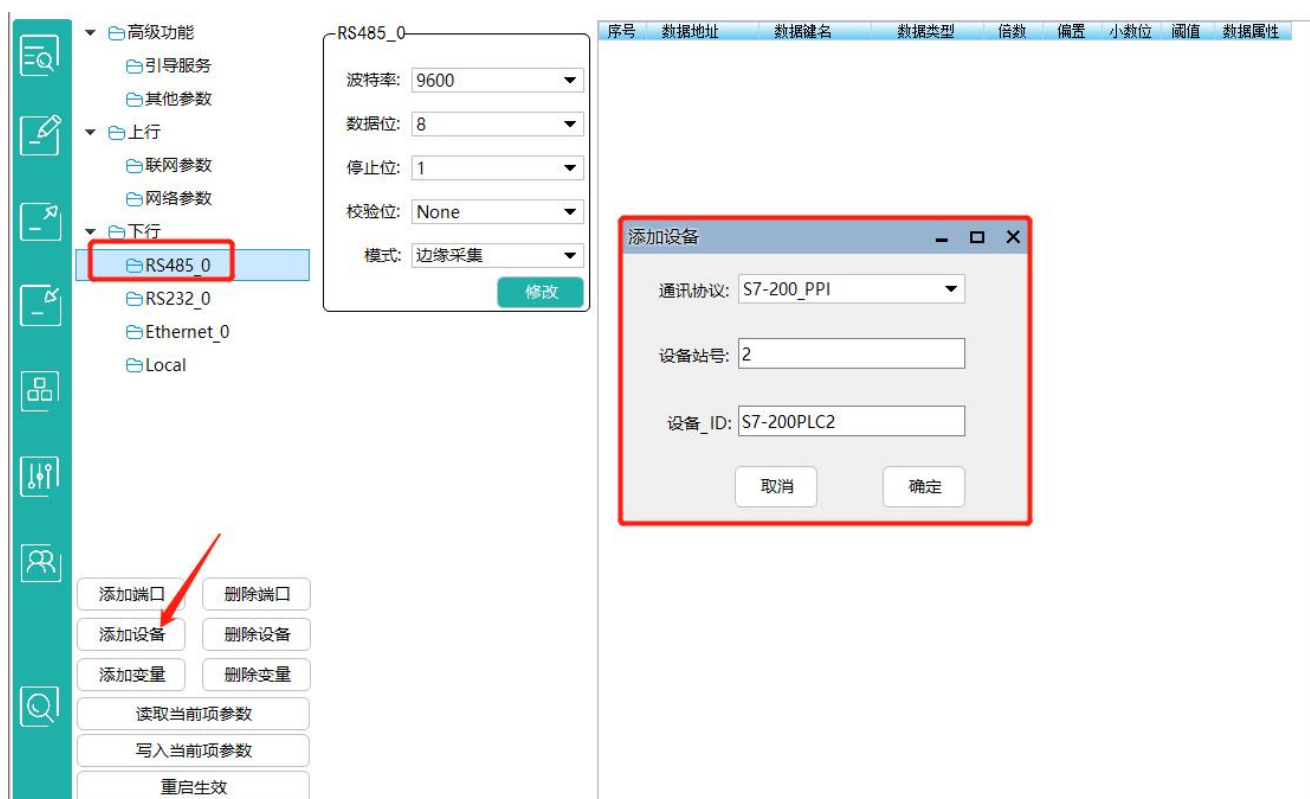 高级功能
引导服务
其他参数
上行
联网参数
网络参数
下行
RS485_0
RS232_0
Ethernet_0
Local
添加端口 删除端口
添加设备 删除设备
添加变量 删除变量
读取当前项参数
写入当前项参数
重启生效
RS485_0
波特率: 9600
数据位: 8
停止位: 1
校验位: None
模式: 边缘采集
修改
序号 数据地址 数据键名 数据类型 倍数 偏置 小数位 阈值 数据属性
添加设备
通讯协议: S7-200_PPI
设备站号: 2
设备_ID: S7-200PLC2
取消 确定